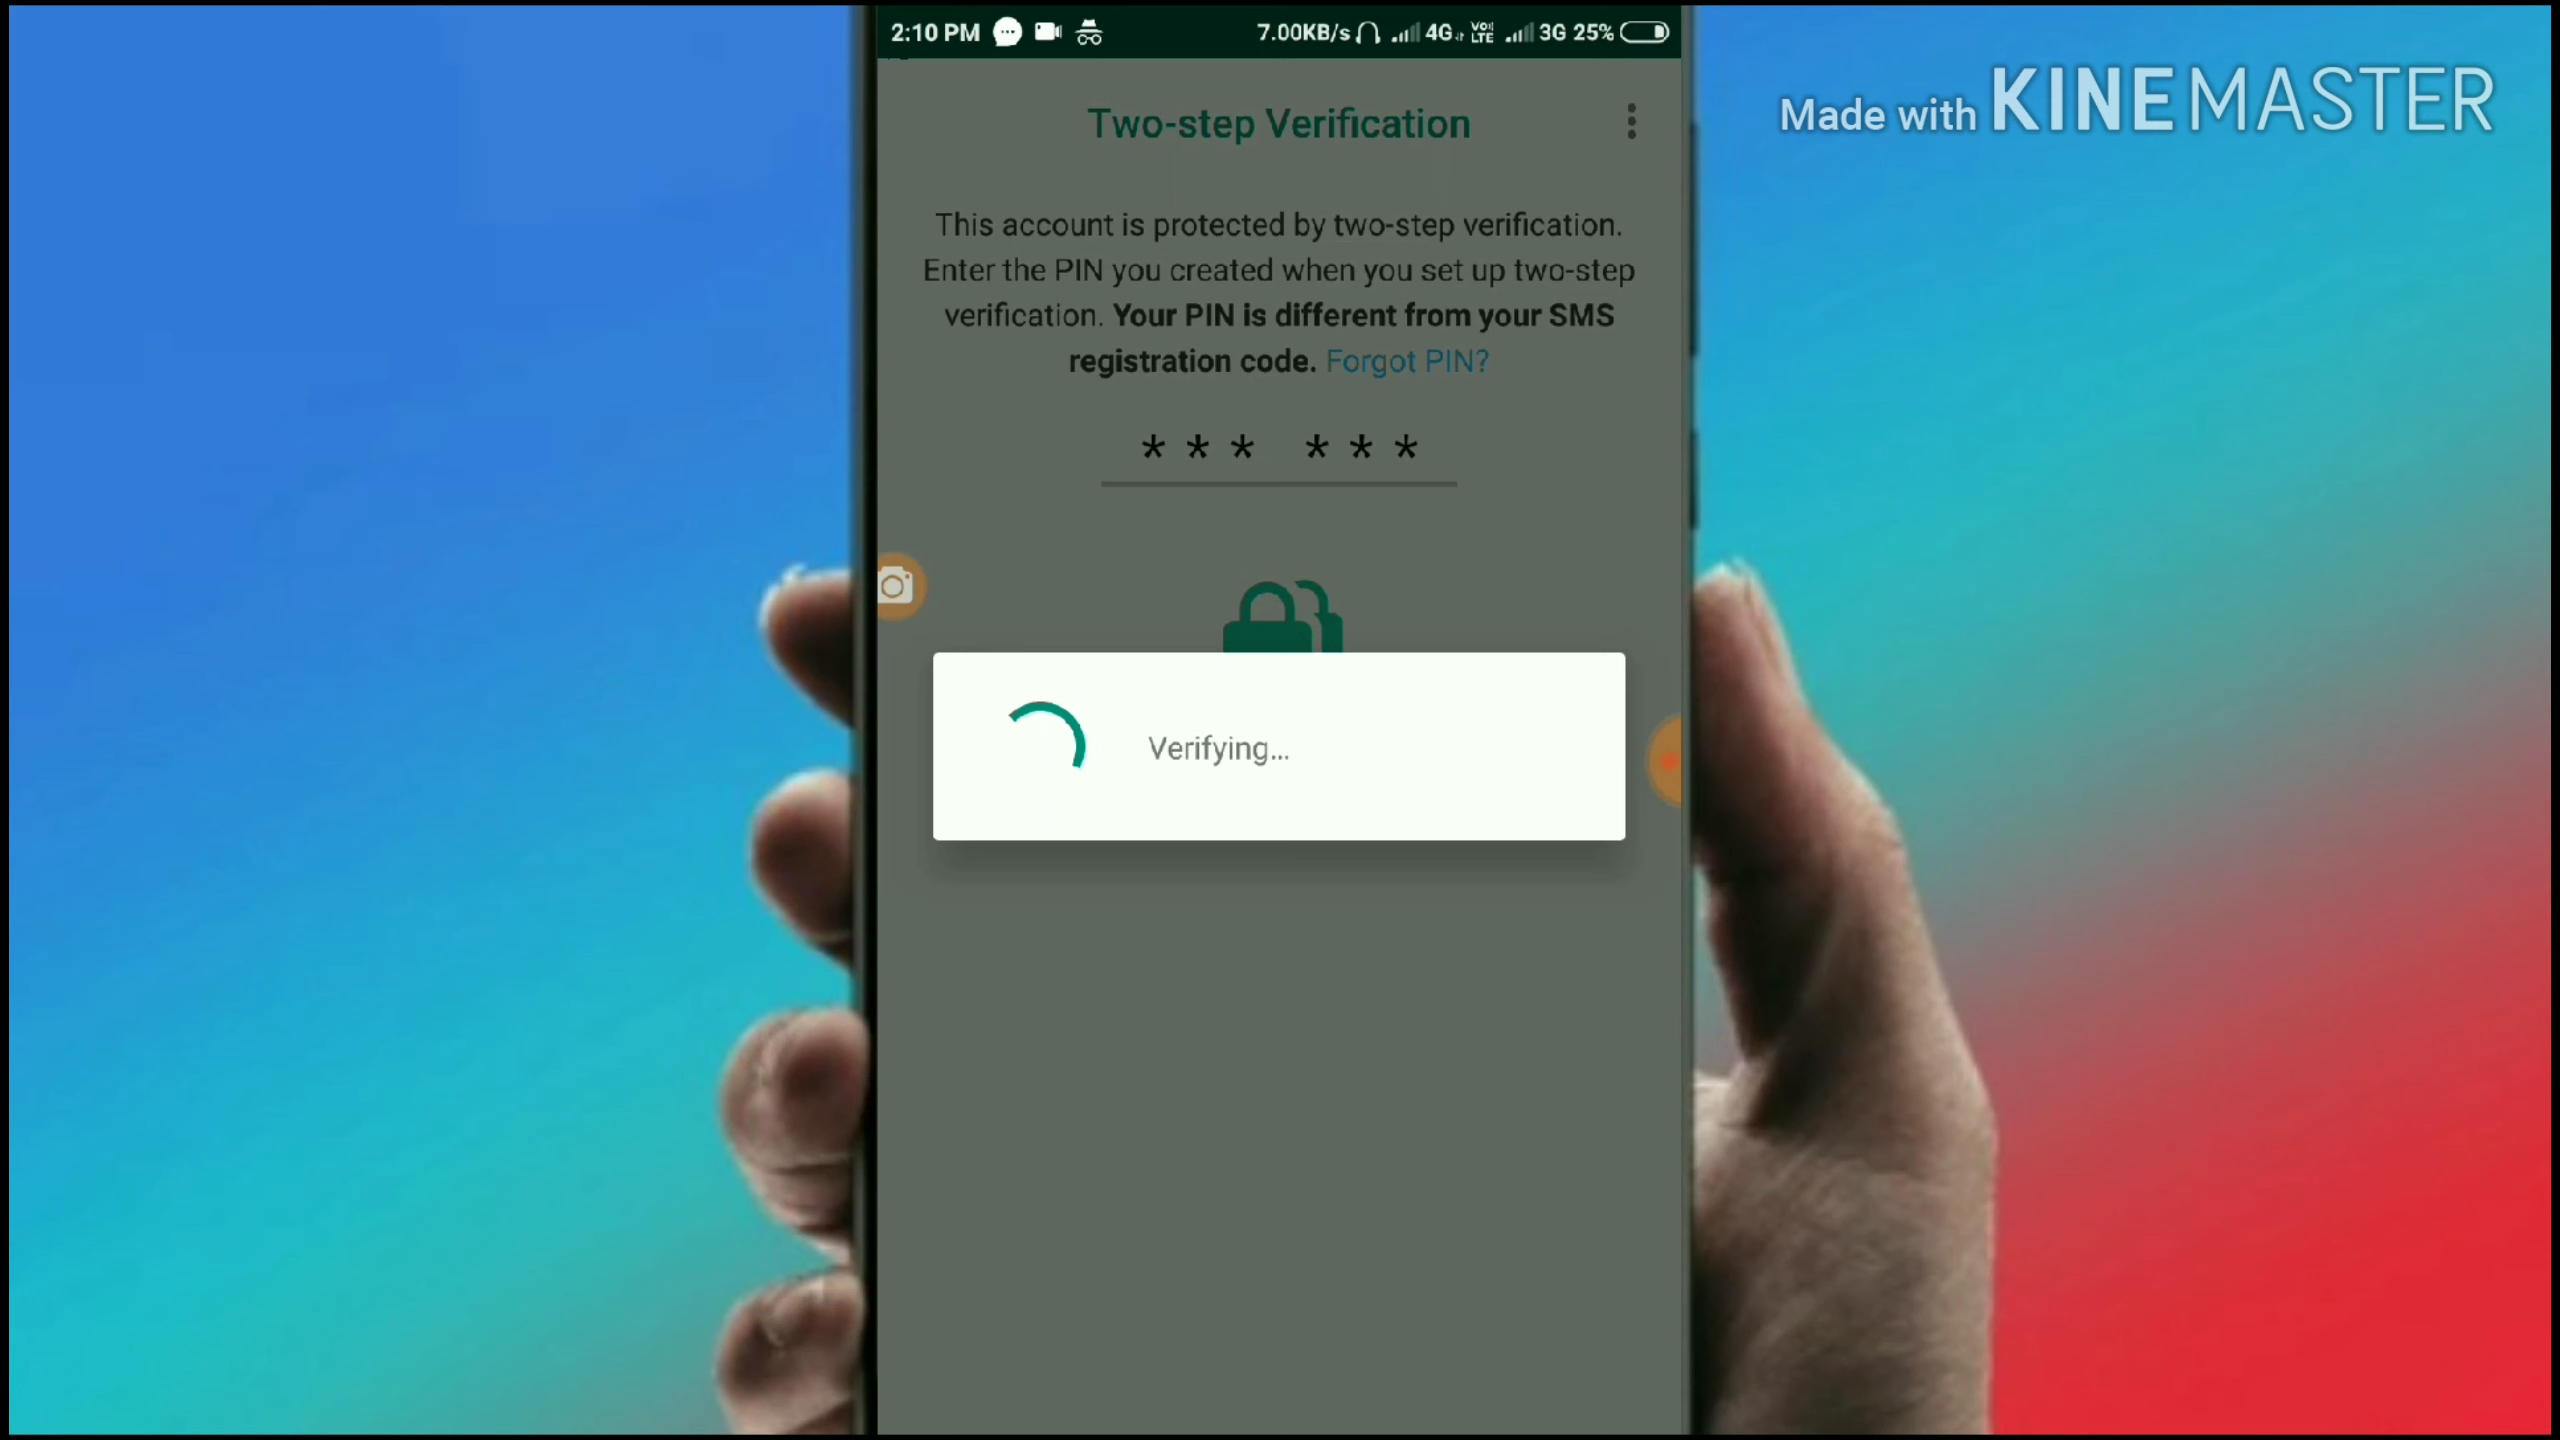 2:10 PM 7.00KB/s 4G VoLTE 3G 25%
Made with KINEMASTER
Two-step Verification
This account is protected by two-step verification.
Enter the PIN you created when you set up two-step
verification. Your PIN is different from your SMS
registration code. Forgot PIN?
*** ***
Verifying...